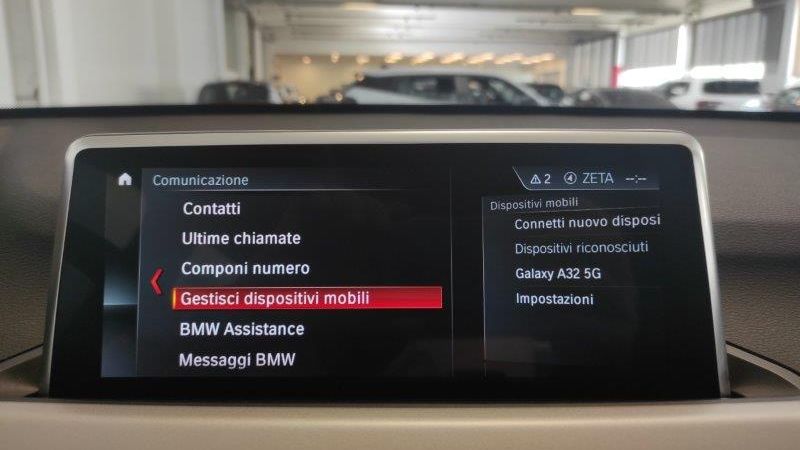 Comunicazione
Contatti
Ultime chiamate
Componi numero
Gestisci dispositivi mobili
BMW Assistance
Messaggi BMW
2 ZETA --:--
Dispositivi mobili
Connetti nuovo disposi
Dispositivi riconosciuti
Galaxy A32 5G
Impostazioni